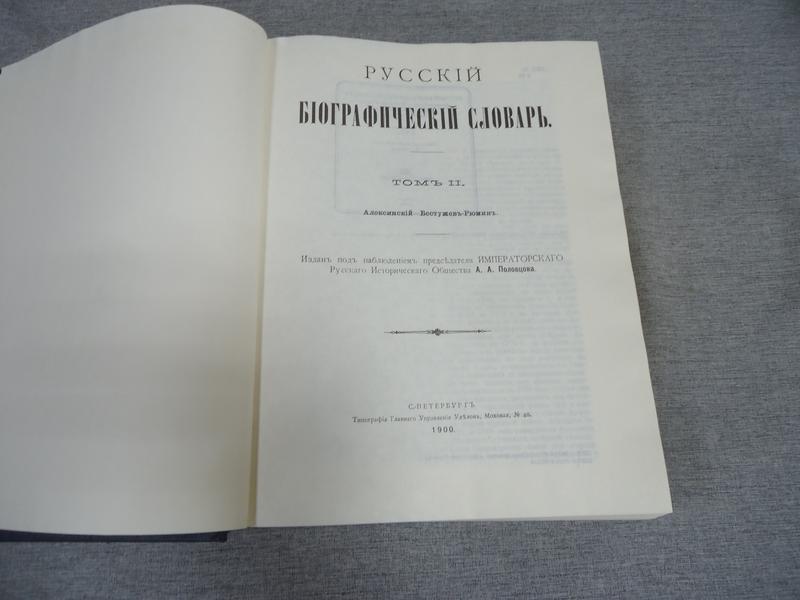 РУССКІЙ
БІОГРАФИЧЕСКІЙ СЛОВАРЬ.
ТОМЪ II.
Алексинскій Бестужевъ-Рюминъ.
Изданъ подъ наблюденіемъ предсѣдателя ИМПЕРАТОРСКАГО
Русскаго Историческаго Общества А. А. Половцова.
С.-ПЕТЕРБУРГЪ
Типографія Главнаго Управленія Удѣловъ, Моховая, № 40.
1900.